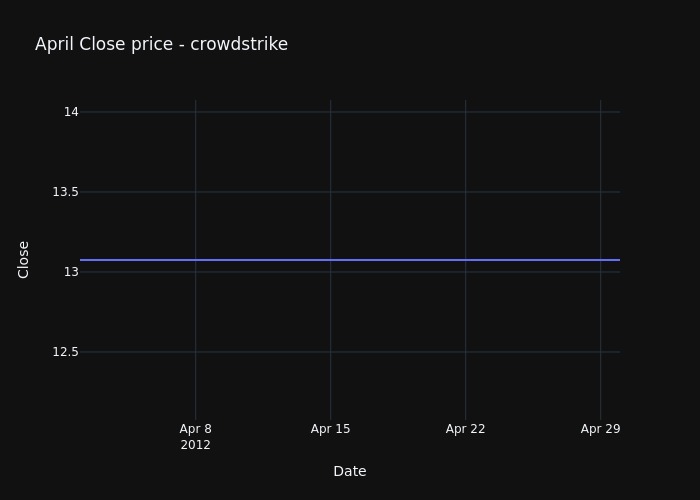 April Close price - crowdstrike
14
13.5
13
12.5
Close
Apr 8
2012
Apr 15
Apr 22
Apr 29
Date